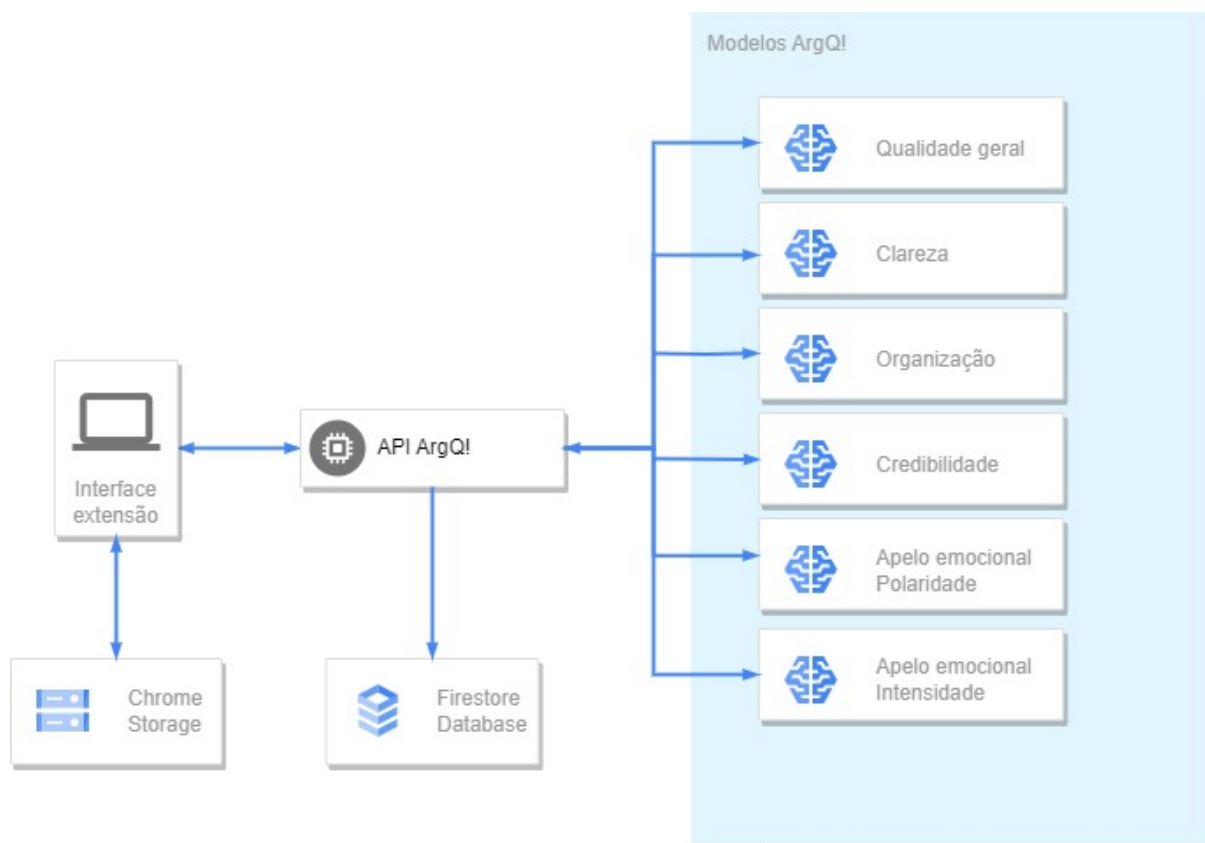 Modelos ArgQ!
Qualidade geral
Clareza
Organização
Credibilidade
Apelo emocional
Polaridade
Apelo emocional
Intensidade
API ArgQ!
Interface
extensão
Chrome
Storage
Firestore
Database